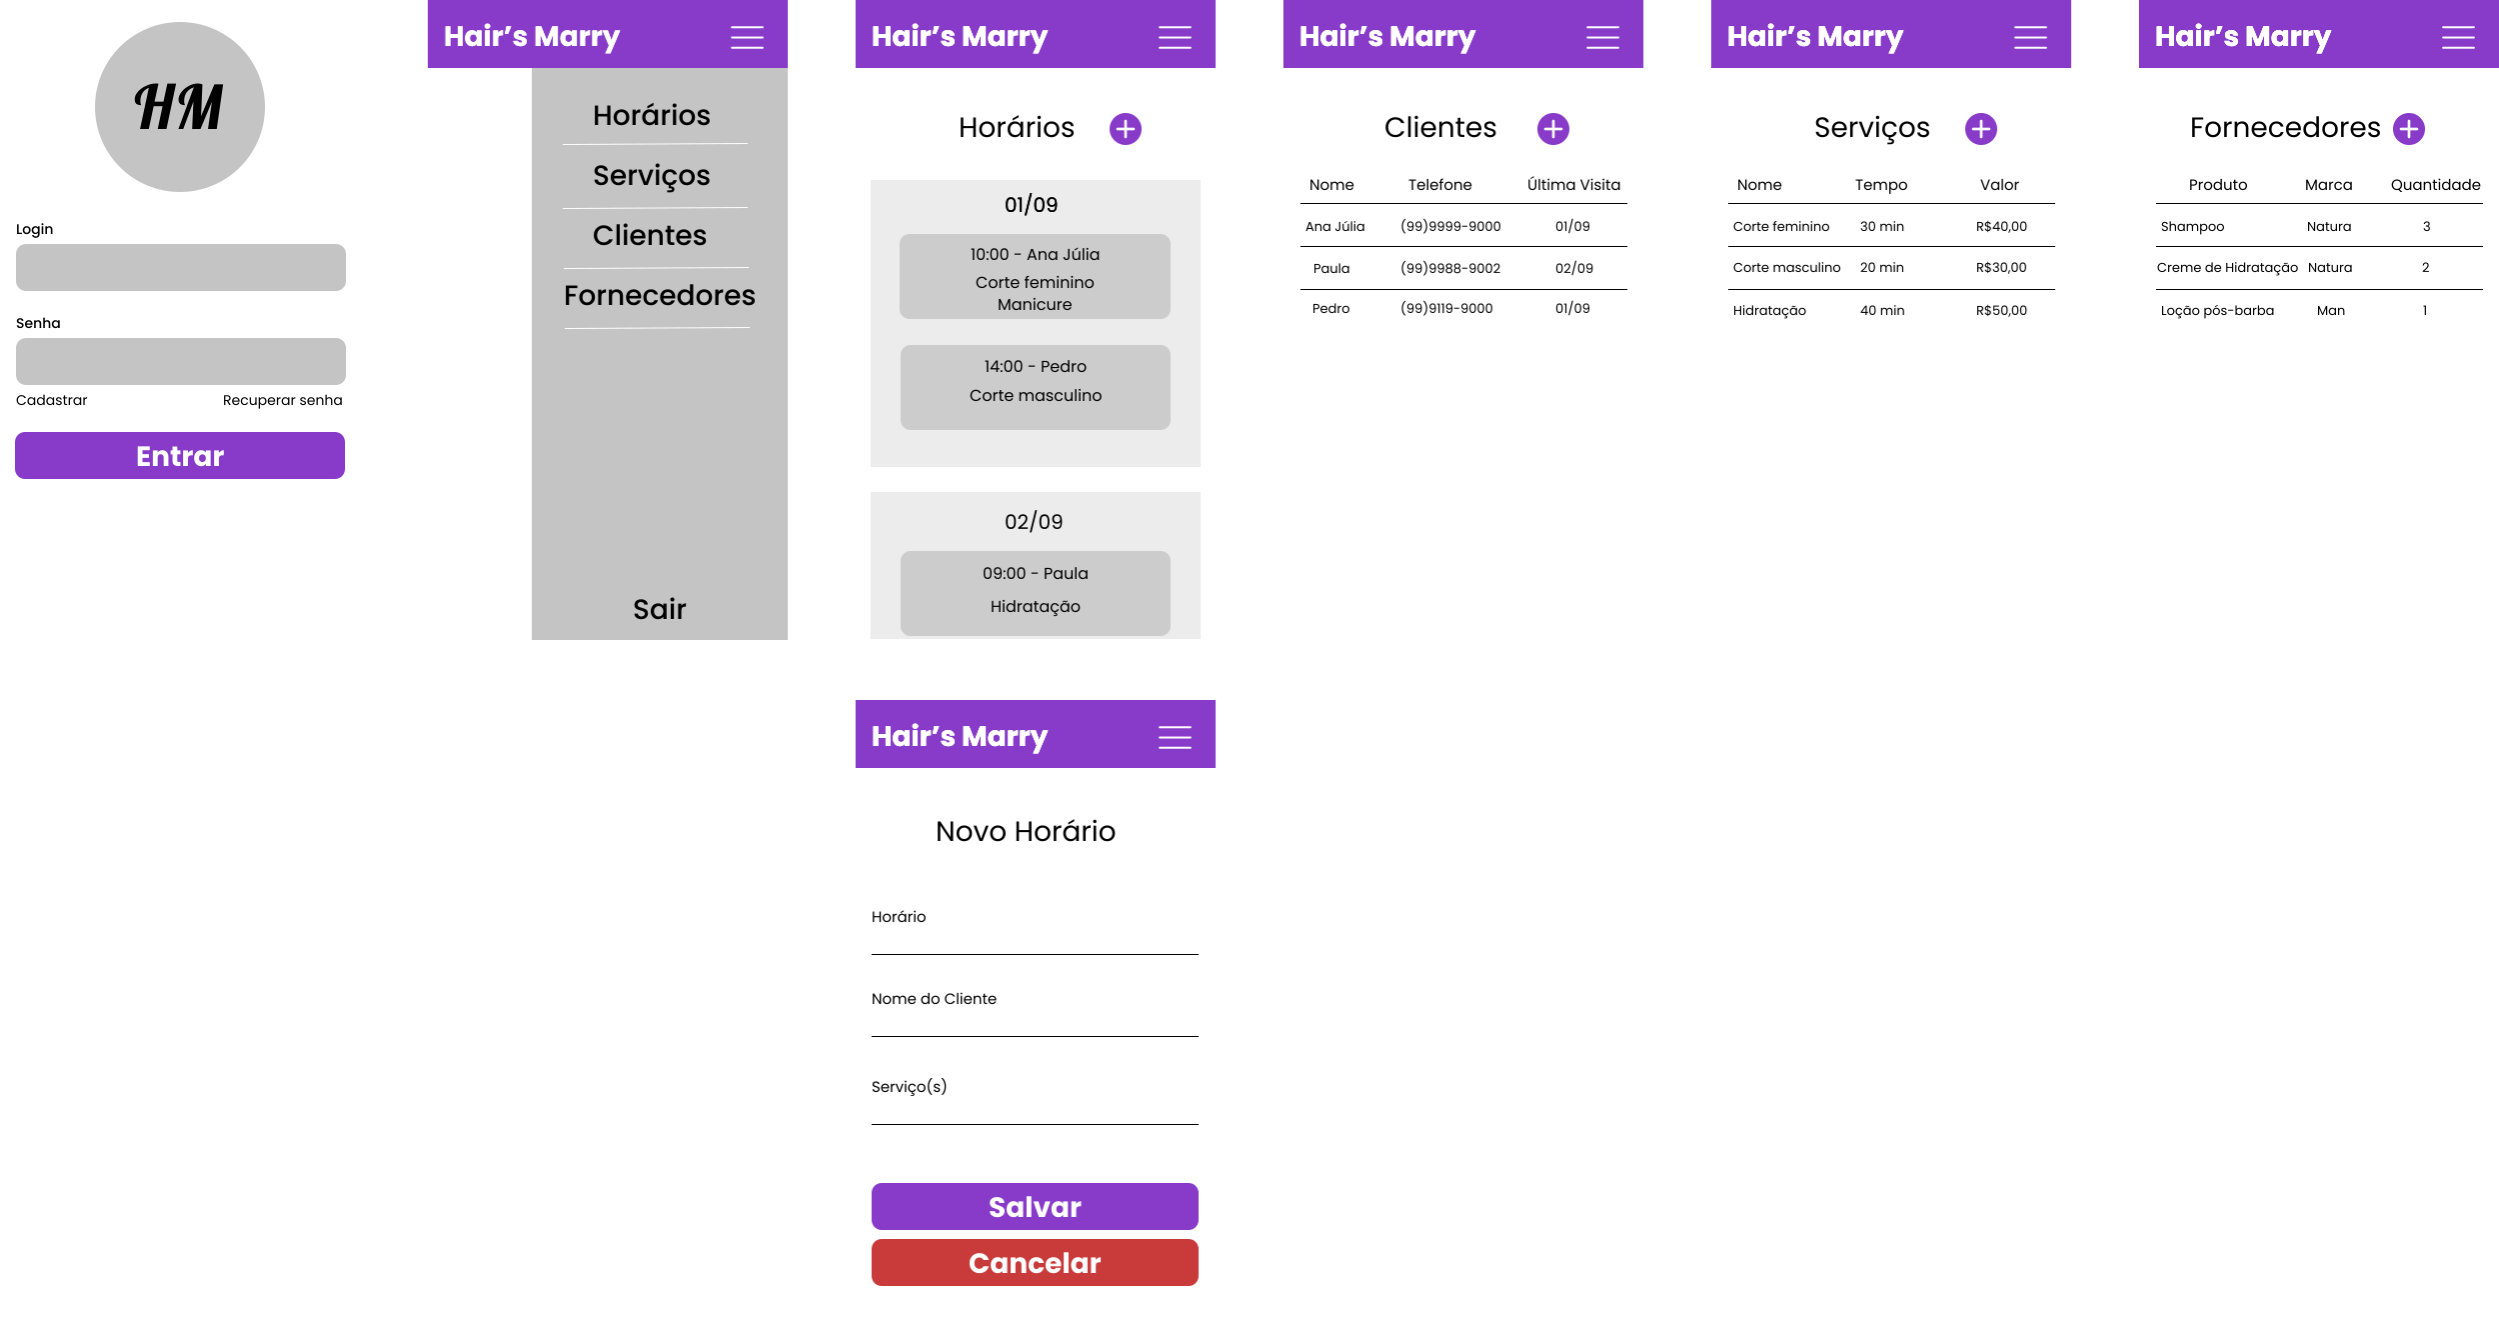 HM
Login
Senha
Cadastrar Recuperar senha
Entrar
Hair’s Marry
Horários
Serviços
Clientes
Fornecedores
Sair
Hair’s Marry
Horários
01/09
10:00 - Ana Júlia
Corte feminino
Manicure
14:00 - Pedro
Corte masculino
02/09
09:00 - Paula
Hidratação
Hair’s Marry
Clientes
Nome Telefone Última Visita
Ana Júlia (99)9999-9000 01/09
Paula (99)9988-9002 02/09
Pedro (99)9119-9000 01/09
Hair’s Marry
Serviços
Nome Tempo Valor
Corte feminino 30 min R$40,00
Corte masculino 20 min R$30,00
Hidratação 40 min R$50,00
Hair’s Marry
Fornecedores
Produto Marca Quantidade
Shampoo Natura 3
Creme de Hidratação Natura 2
Loção pós-barba Man 1
Hair’s Marry
Novo Horário
Horário
Nome do Cliente
Serviço(s)
Salvar
Cancelar